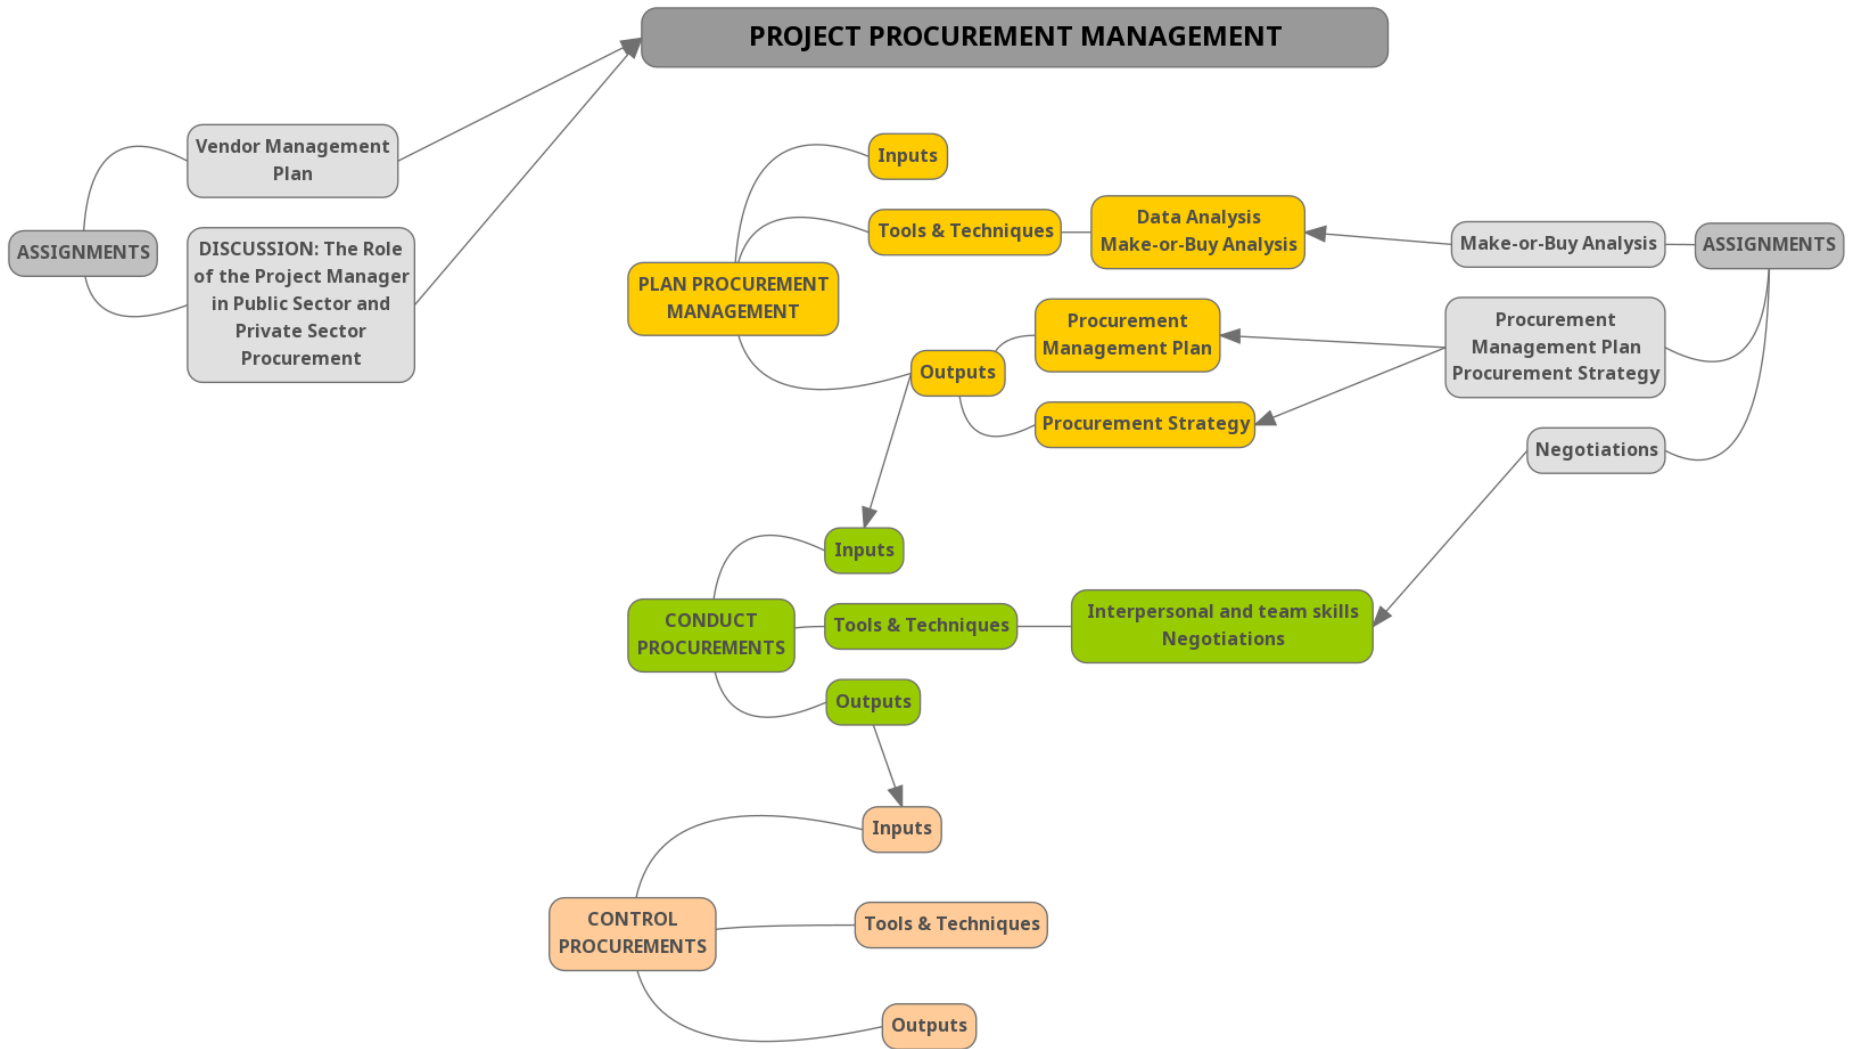 PROJECT PROCUREMENT MANAGEMENT
Vendor Management
Plan
ASSIGNMENTS
DISCUSSION: The Role
of the Project Manager
in Public Sector and
Private Sector
Procurement
Inputs
Tools & Techniques
Data Analysis
Make-or-Buy Analysis
Make-or-Buy Analysis
ASSIGNMENTS
PLAN PROCUREMENT
MANAGEMENT
Procurement
Management Plan
Procurement
Management Plan
Procurement Strategy
Outputs
Procurement Strategy
Negotiations
Inputs
CONDUCT
PROCUREMENTS
Tools & Techniques
Interpersonal and team skills
Negotiations
Outputs
Inputs
CONTROL
PROCUREMENTS
Tools & Techniques
Outputs